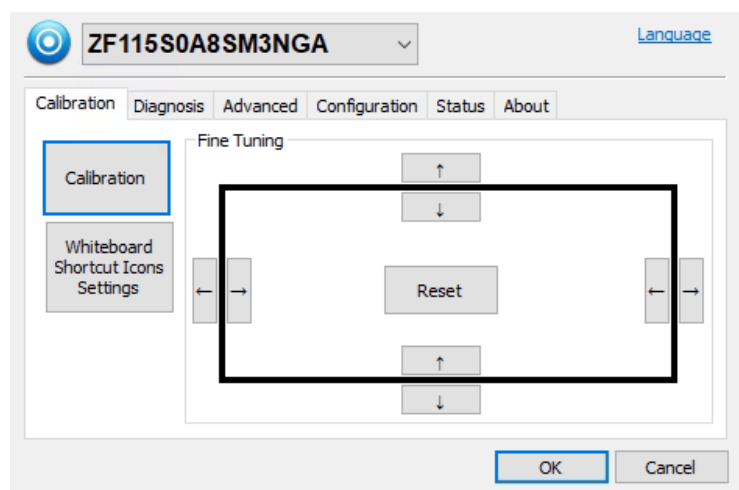 ZF115S0A8SM3NGA
Language
Calibration Diagnosis Advanced Configuration Status About
Fine Tuning
Calibration
↑
↓
Whiteboard
Shortcut Icons
Settings
← → Reset ← →
↑
↓
OK Cancel